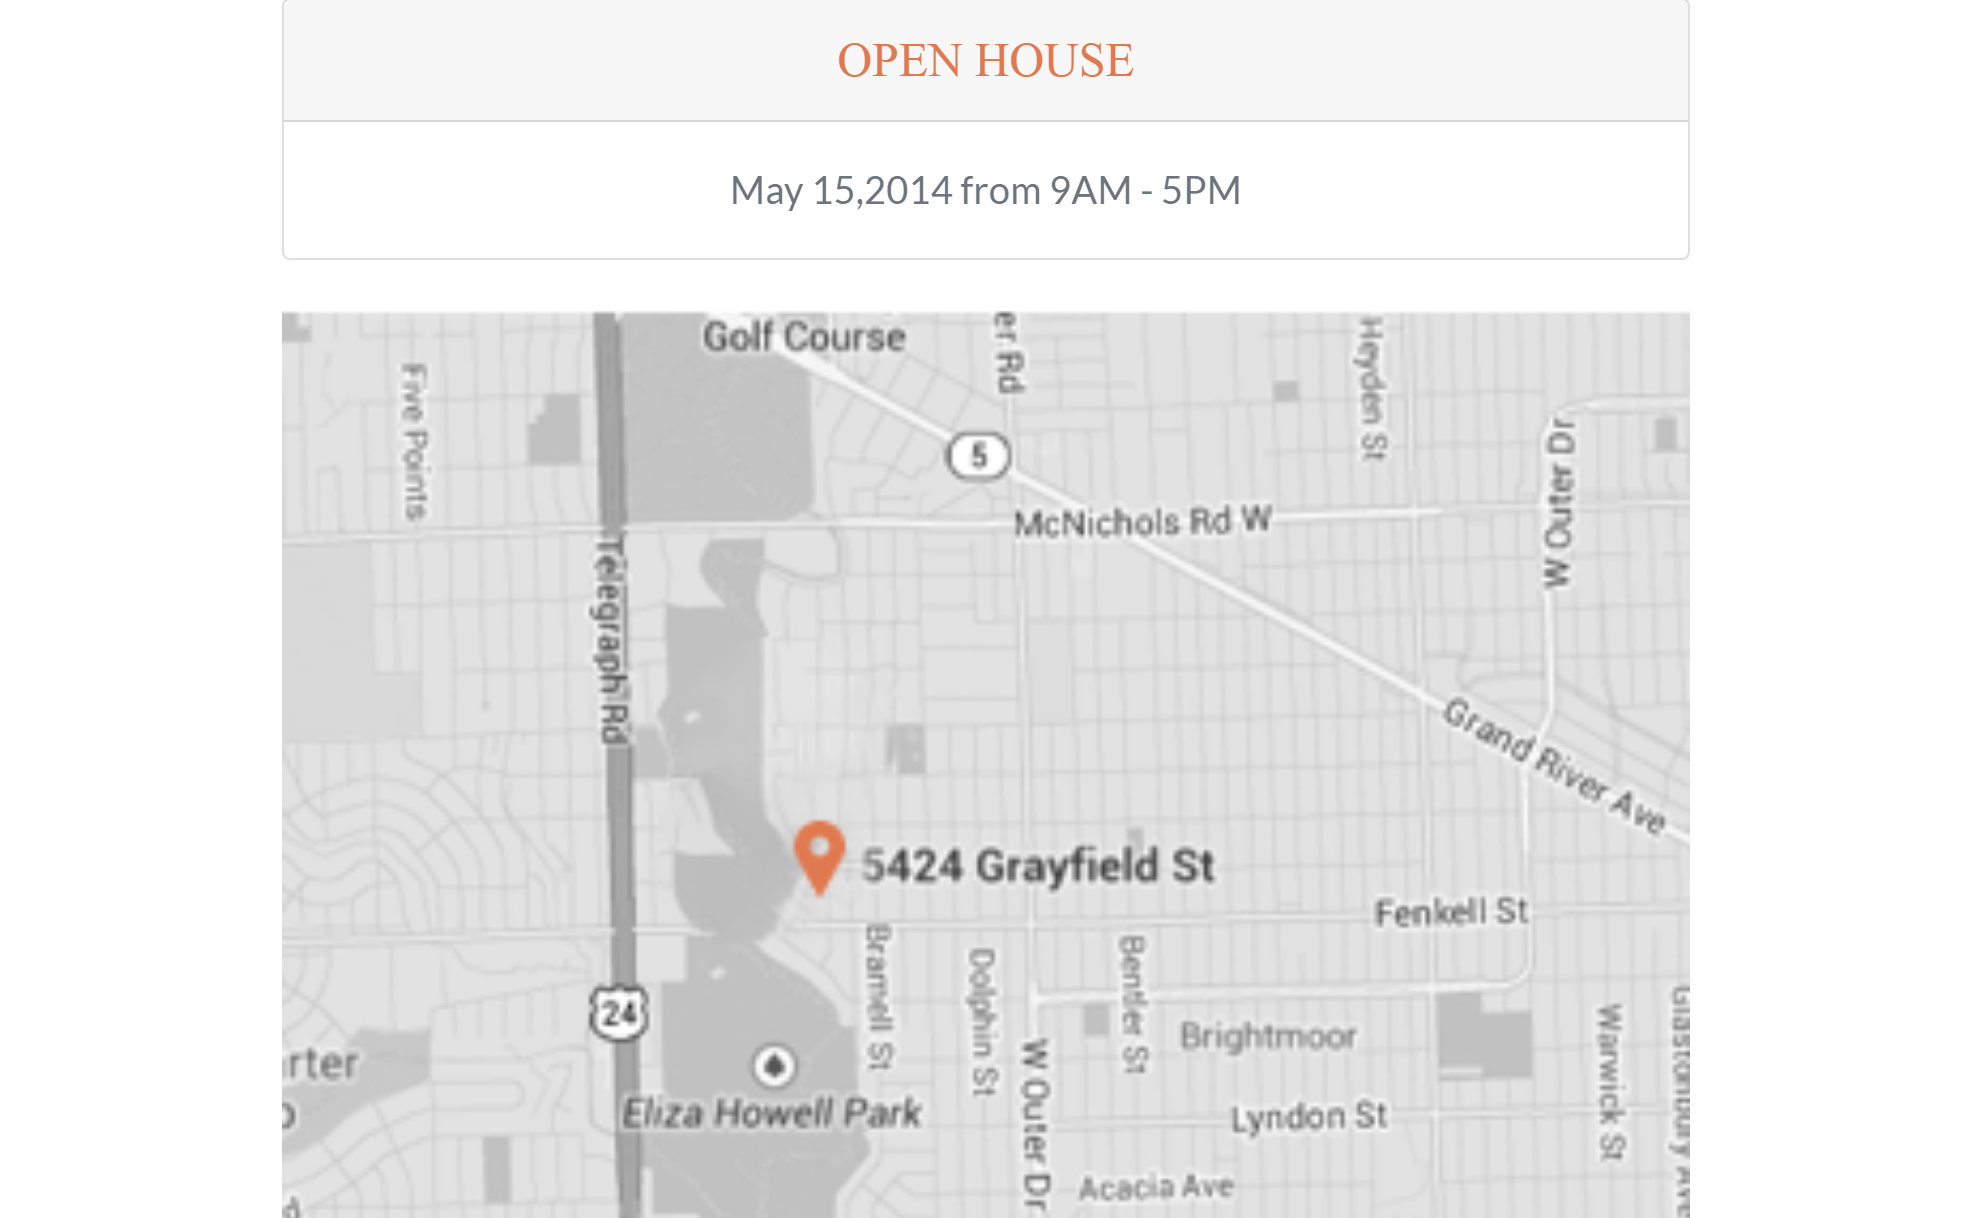 OPEN HOUSE
May 15,2014 from 9AM - 5PM
Golf Course
er Rd
Heyden St
Five Points
W Outer Dr
5
McNichols Rd W
Telegraph Rd
Grand River Ave
5424 Grayfield St
Fenkell St
Bramell St
Dolphin St
Bentler St
24
Brightmoor
Warwick St
Glastonbury Ave
rter
Eliza Howell Park
W Outer Dr
Lyndon St
Acacia Ave